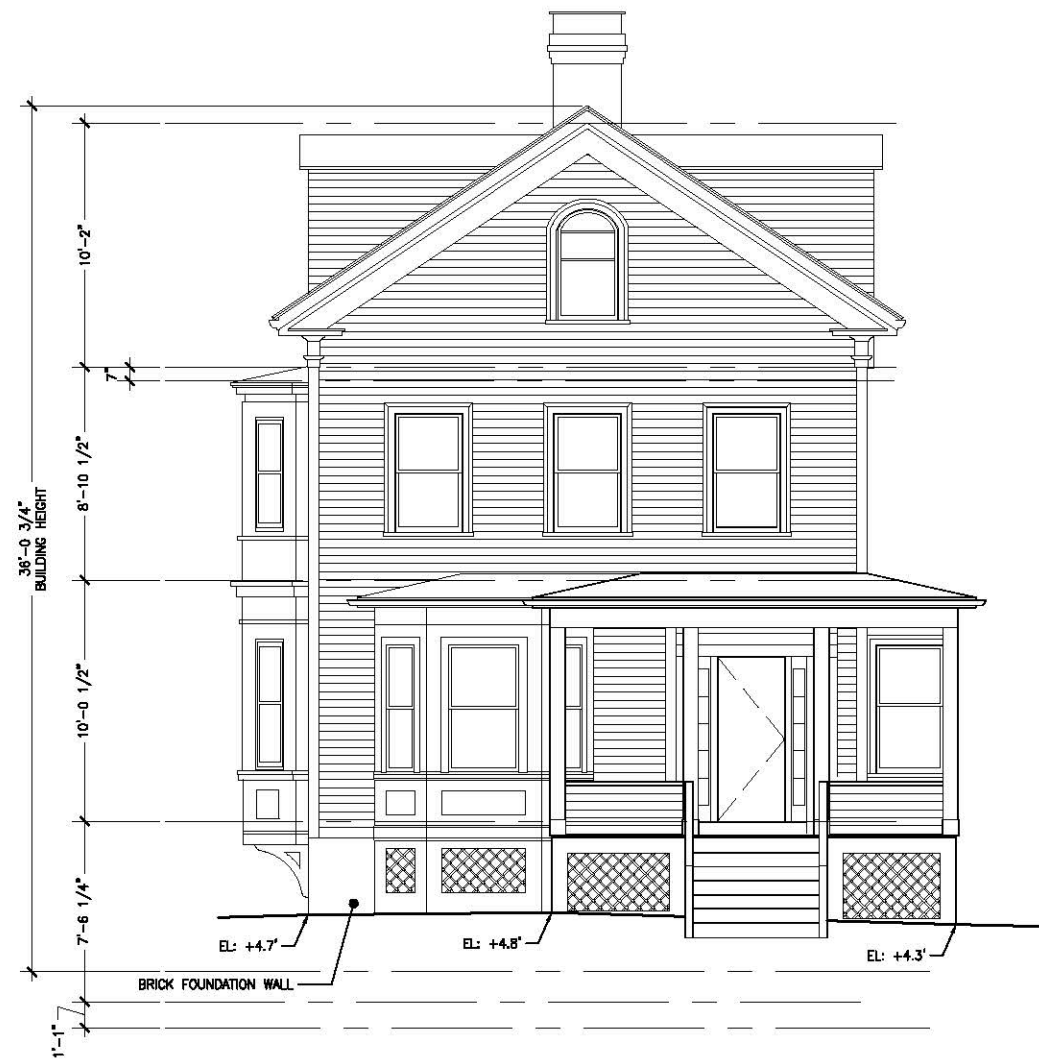 10'-2"
7"
8'-10 1/2"
36'-0 3/4"
BUILDING HEIGHT
10'-0 1/2"
7'-6 1/4"
1'-1"
EL: +4.7'
EL: +4.8'
EL: +4.3'
BRICK FOUNDATION WALL